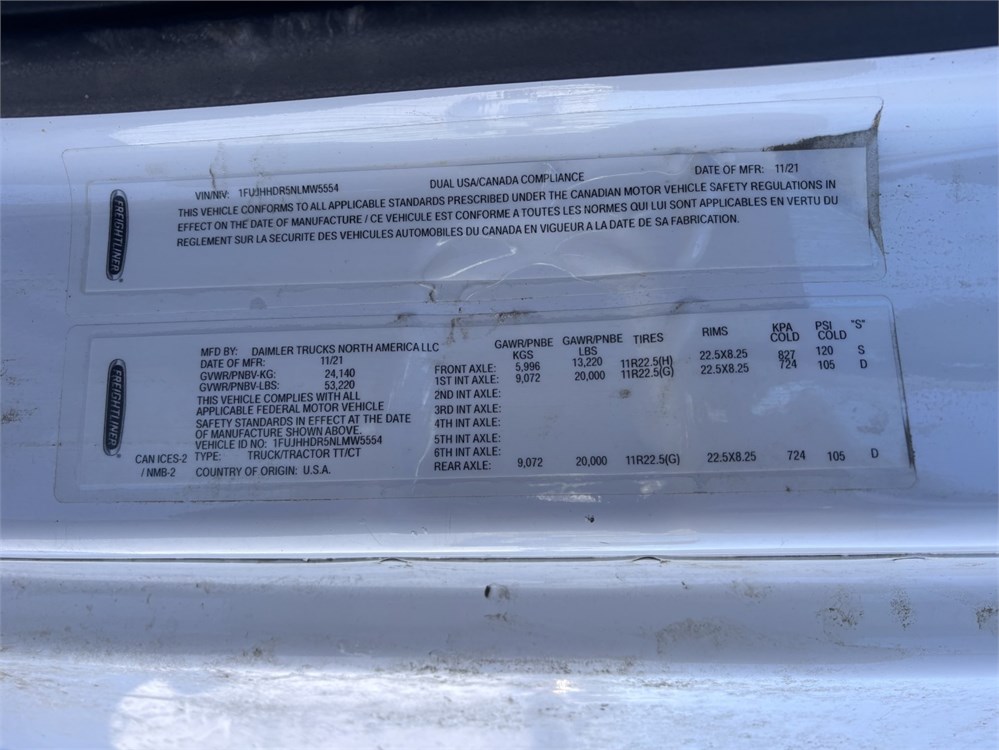 FREIGHTLINER
VIN/NIV: 1FUJHHDR5NLMW5554 DUAL USA/CANADA COMPLIANCE DATE OF MFR: 11/21
THIS VEHICLE CONFORMS TO ALL APPLICABLE STANDARDS PRESCRIBED UNDER THE CANADIAN MOTOR VEHICLE SAFETY REGULATIONS IN
EFFECT ON THE DATE OF MANUFACTURE / CE VEHICULE EST CONFORME A TOUTES LES NORMES QUI LUI SONT APPLICABLES EN VERTU DU
REGLEMENT SUR LA SECURITE DES VEHICULES AUTOMOBILES DU CANADA EN VIGUEUR A LA DATE DE SA FABRICATION.
FREIGHTLINER
CAN ICES-2
/ NMB-2
MFD BY: DAIMLER TRUCKS NORTH AMERICA LLC
DATE OF MFR: 11/21
GVWR/PNBV-KG: 24,140
GVWR/PNBV-LBS: 53,220
THIS VEHICLE COMPLIES WITH ALL
APPLICABLE FEDERAL MOTOR VEHICLE
SAFETY STANDARDS IN EFFECT AT THE DATE
OF MANUFACTURE SHOWN ABOVE.
VEHICLE ID NO: 1FUJHHDR5NLMW5554
TYPE: TRUCK/TRACTOR TT/CT
COUNTRY OF ORIGIN: U.S.A.
GAWR/PNBE KGS GAWR/PNBE LBS TIRES RIMS KPA COLD PSI COLD "S"
FRONT AXLE: 5,996 13,220 11R22.5(H) 22.5X8.25 827 120 S
1ST INT AXLE: 9,072 20,000 11R22.5(G) 22.5X8.25 724 105 D
2ND INT AXLE:
3RD INT AXLE:
4TH INT AXLE:
5TH INT AXLE:
6TH INT AXLE:
REAR AXLE: 9,072 20,000 11R22.5(G) 22.5X8.25 724 105 D